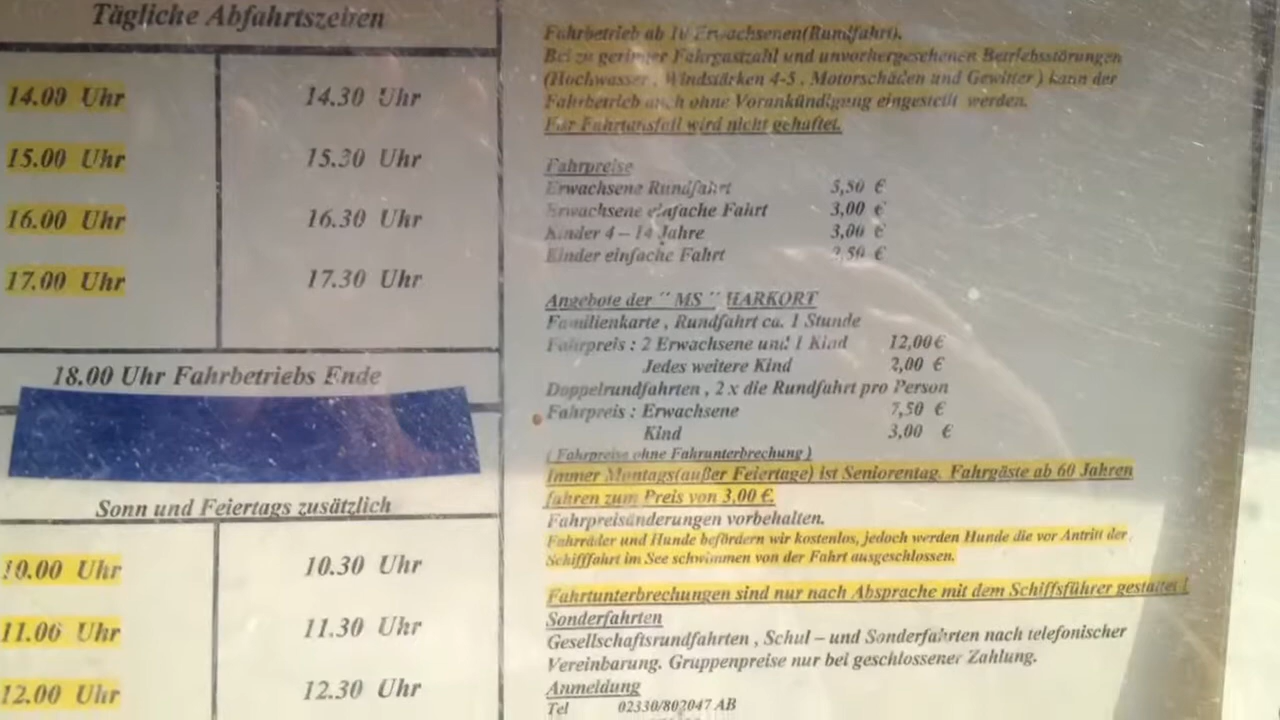 Tägliche Abfahrtszeiten
14.00 Uhr 14.30 Uhr
15.00 Uhr 15.30 Uhr
16.00 Uhr 16.30 Uhr
17.00 Uhr 17.30 Uhr
18.00 Uhr Fahrbetriebs Ende
Sonn und Feiertags zusätzlich
10.00 Uhr 10.30 Uhr
11.00 Uhr 11.30 Uhr
12.00 Uhr 12.30 Uhr
Fahrbetrieb ab 10 Erwachsenen(Rundfahrt).
Bei zu geringer Fahrgastzahl und unvorhergesehenen Betriebsstörungen
(Hochwasser , Windstärken 4-5 , Motorschäden und Gewitter ) kann der
Fahrbetrieb auch ohne Vorankündigung eingestellt werden.
Für Fahrtausfall wird nicht gehaftet.
Fahrpreise
Erwachsene Rundfahrt 5,50 €
Erwachsene einfache Fahrt 3,00 €
Kinder 4 – 14 Jahre 3,00 €
Kinder einfache Fahrt 2,50 €
Angebote der " MS " HARKORT
Familienkarte , Rundfahrt ca. 1 Stunde
Fahrpreis : 2 Erwachsene und 1 Kind 12,00€
Jedes weitere Kind 2,00 €
Doppelrundfahrten , 2 x die Rundfahrt pro Person
Fahrpreis : Erwachsene 7,50 €
Kind 3,00 €
( Fahrpreise ohne Fahrunterbrechung )
Immer Montags(außer Feiertage) ist Seniorentag. Fahrgäste ab 60 Jahren
fahren zum Preis von 3,00 €.
Fahrpreisänderungen vorbehalten.
Fahrräder und Hunde befördern wir kostenlos, jedoch werden Hunde die vor Antritt der
Schifffahrt im See schwimmen von der Fahrt ausgeschlossen.
Fahrtunterbrechungen sind nur nach Absprache mit dem Schiffsführer gestattet !
Sonderfahrten
Gesellschaftsrundfahrten , Schul – und Sonderfahrten nach telefonischer
Vereinbarung. Gruppenpreise nur bei geschlossener Zahlung.
Anmeldung
Tel 02330/802047 AB